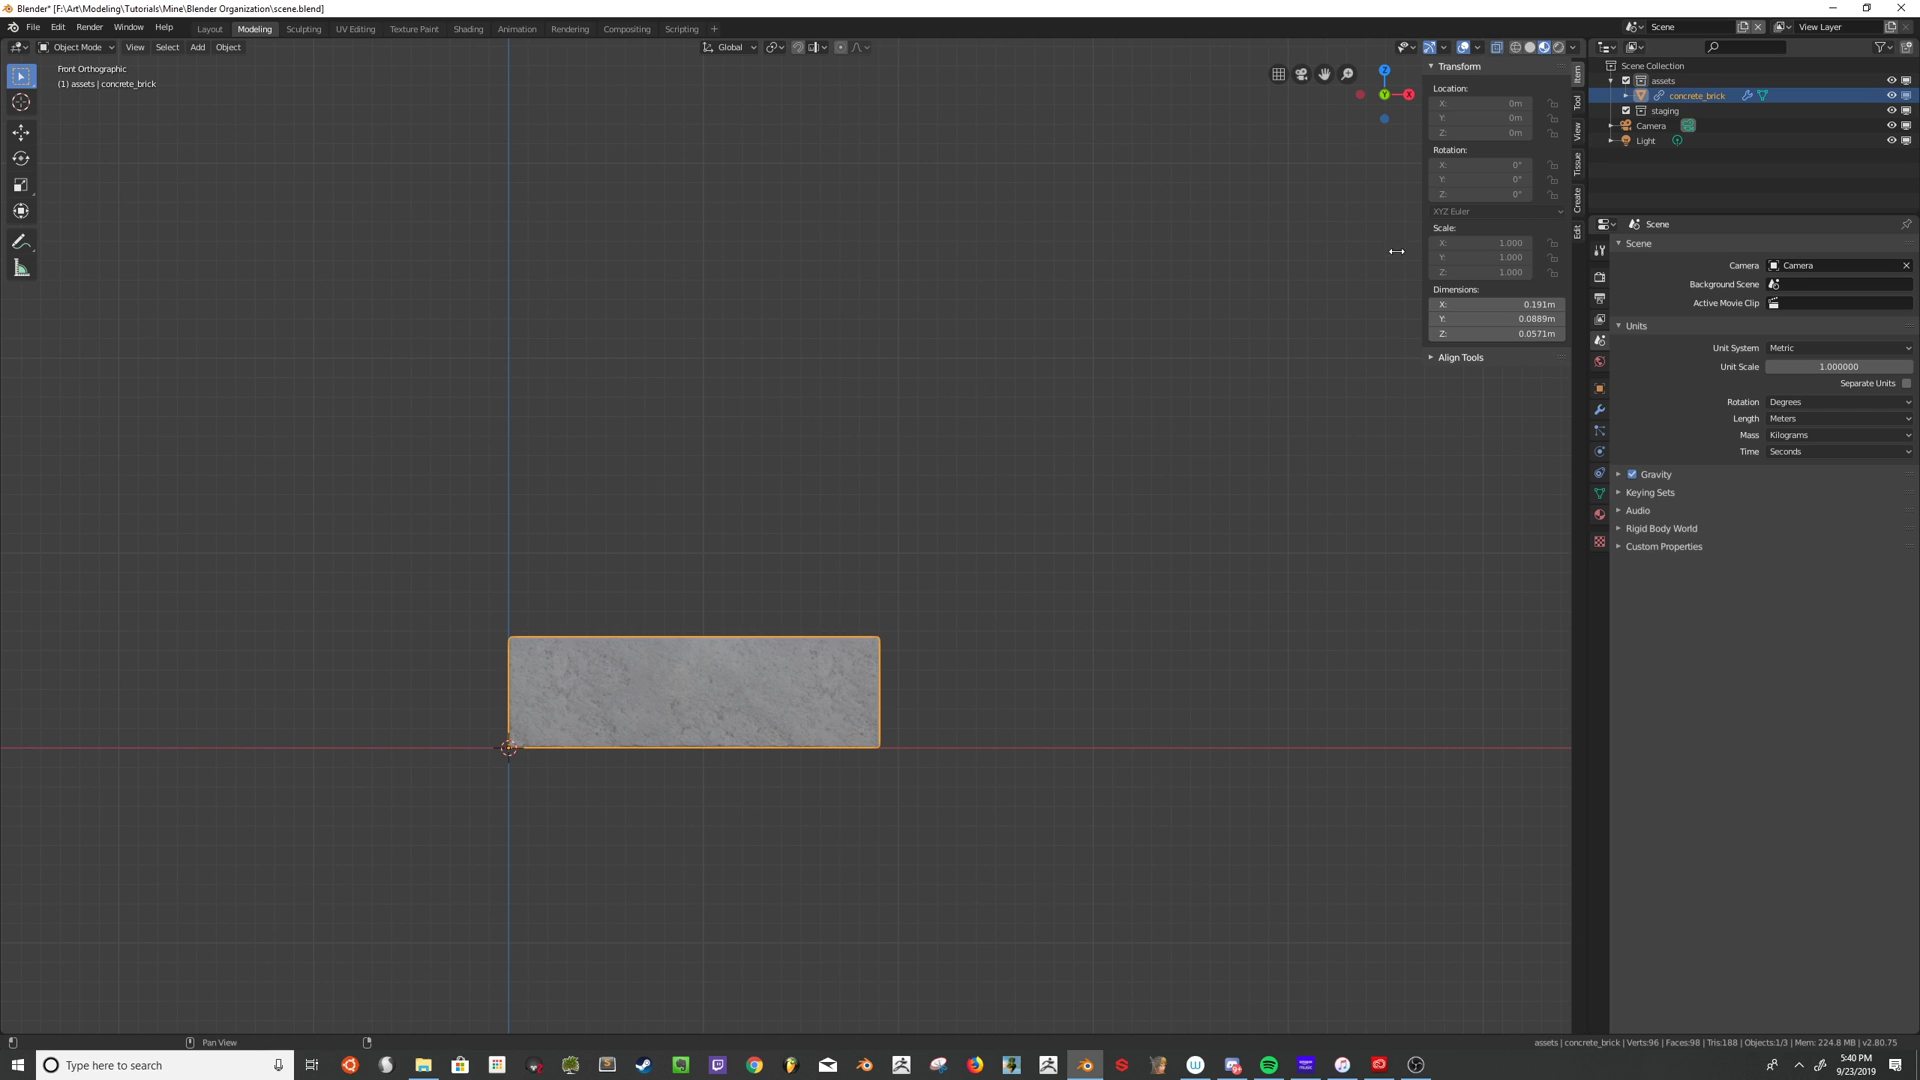 Blender* [F:\Art\Modeling\Tutorials\Mine\Blender Organization\scene.blend]
File Edit Render Window Help
Layout Modeling Sculpting UV Editing Texture Paint Shading Animation Rendering Compositing Scripting +
Scene
View Layer
Object Mode View Select Add Object
Global
Front Orthographic
(1) assets | concrete_brick
Z
Y
X
Transform
Location:
X: 0m
Y: 0m
Z: 0m
Rotation:
X: 0°
Y: 0°
Z: 0°
XYZ Euler
Scale:
X: 1.000
Y: 1.000
Z: 1.000
Dimensions:
X: 0.191m
Y: 0.0889m
Z: 0.0571m
Align Tools
Item
Tool
View
Tissue
Create
Edit
Scene Collection
assets
concrete_brick
staging
Camera
Light
Scene
Scene
Camera Camera
Background Scene
Active Movie Clip
Units
Unit System Metric
Unit Scale 1.000000
Separate Units
Rotation Degrees
Length Meters
Mass Kilograms
Time Seconds
Gravity
Keying Sets
Audio
Rigid Body World
Custom Properties
Pan View
assets | concrete_brick | Verts:96 | Faces:98 | Tris:188 | Objects:1/3 | Mem: 224.8 MB | v2.80.75
Type here to search
5:40 PM
9/23/2019